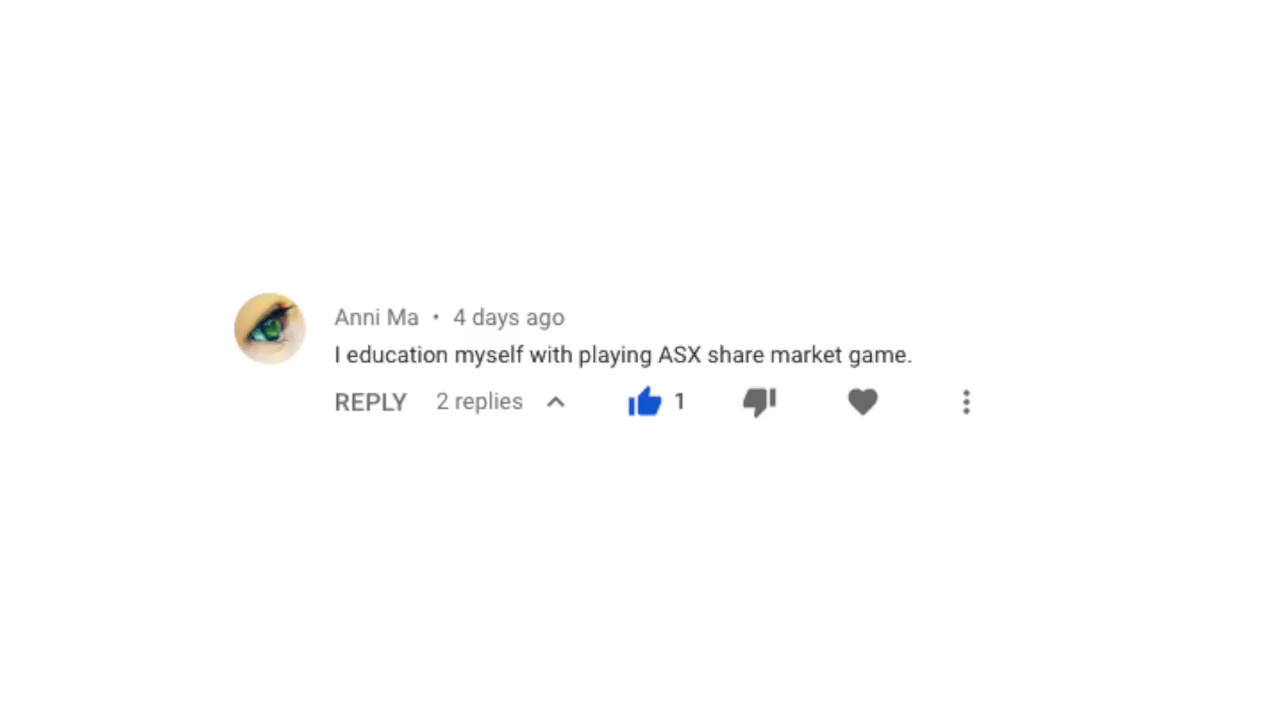 Anni Ma • 4 days ago
I education myself with playing ASX share market game.
REPLY 2 replies 1